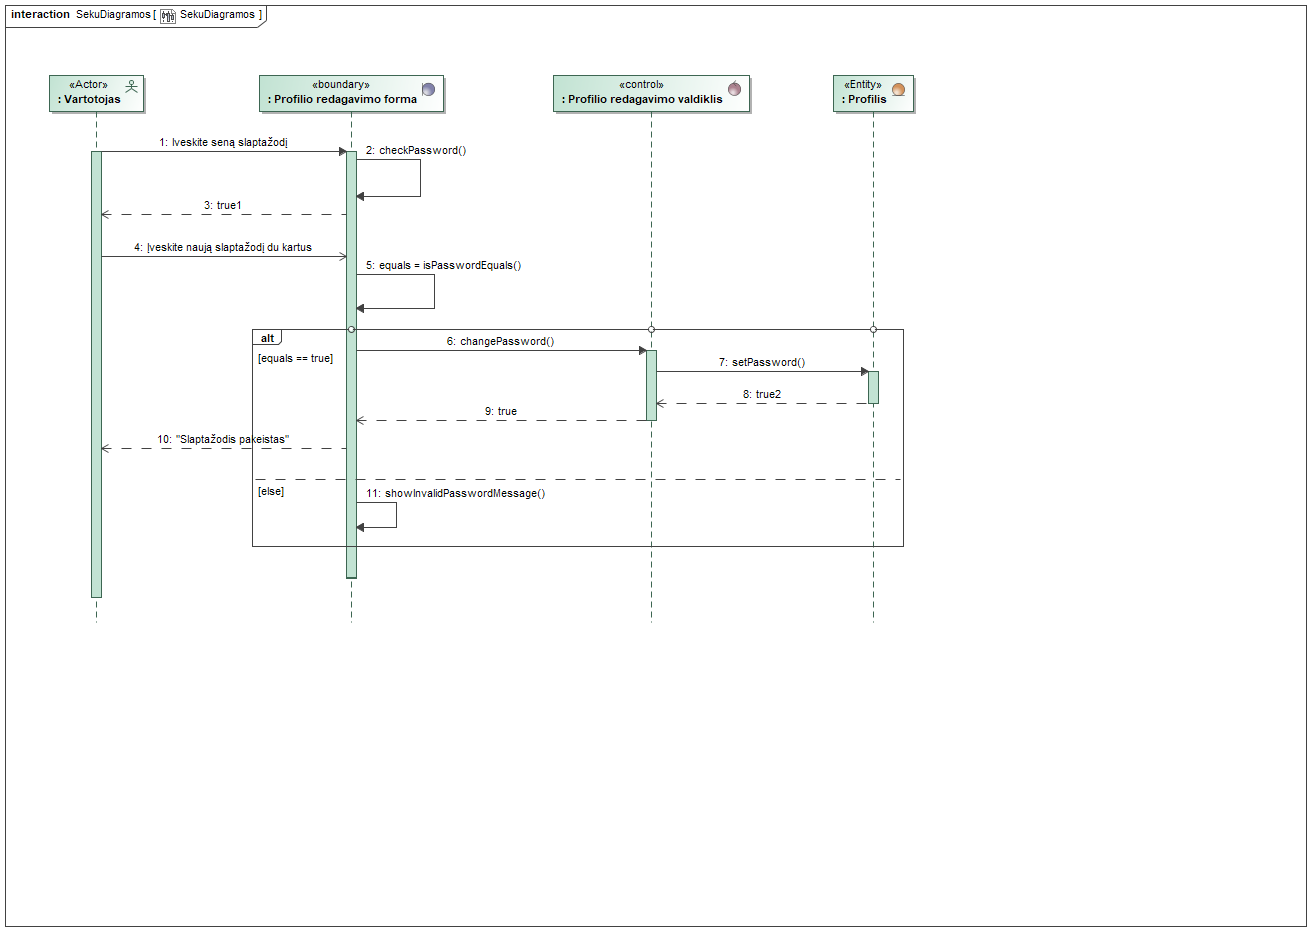 interaction SekuDiagramos [ SekuDiagramos ]
«Actor»
: Vartotojas
«boundary»
: Profilio redagavimo forma
«control»
: Profilio redagavimo valdiklis
«Entity»
: Profilis
1: Iveskite seną slaptažodį
2: checkPassword()
3: true1
4: Įveskite naują slaptažodį du kartus
5: equals = isPasswordEquals()
alt
[equals == true]
6: changePassword()
7: setPassword()
8: true2
9: true
10: "Slaptažodis pakeistas"
[else]
11: showInvalidPasswordMessage()